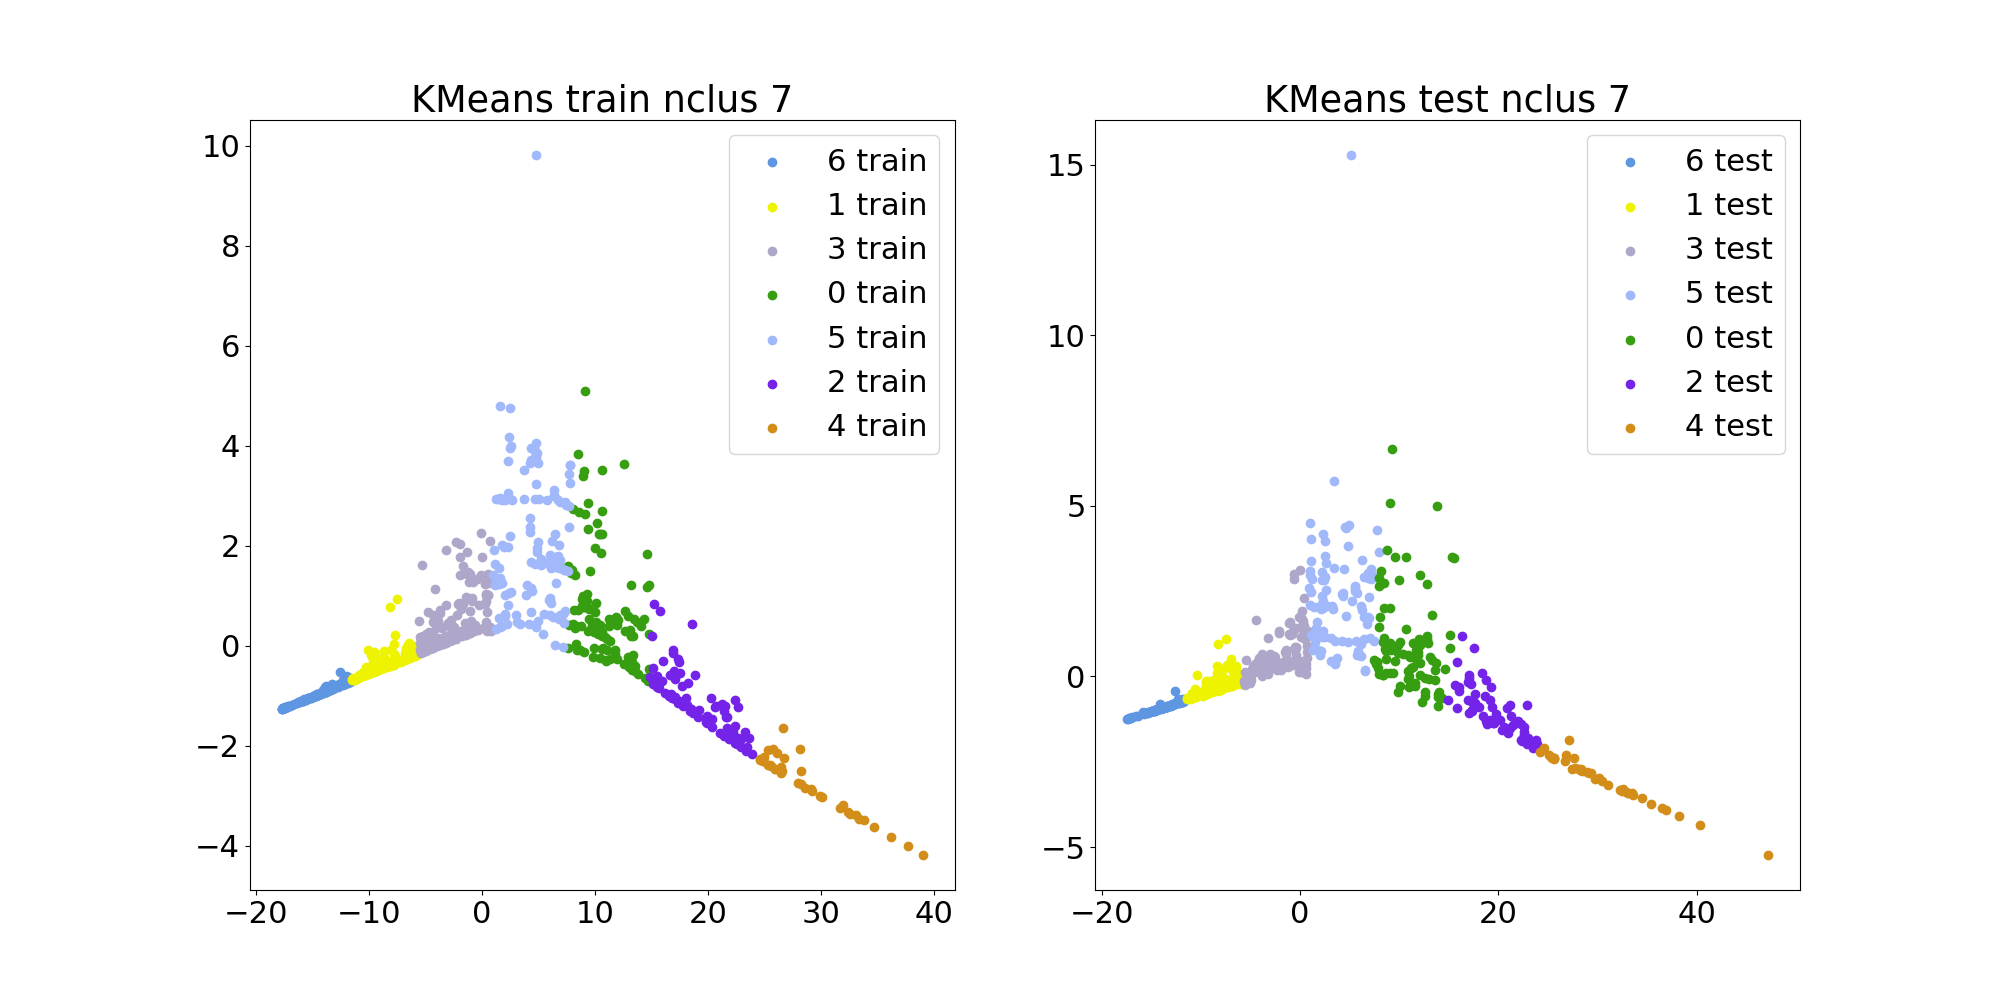 KMeans train nclus 7
10
8
6
4
2
0
−2
−4
−20 −10 0 10 20 30 40
6 train
1 train
3 train
0 train
5 train
2 train
4 train
KMeans test nclus 7
15
10
5
0
−5
−20 0 20 40
6 test
1 test
3 test
5 test
0 test
2 test
4 test